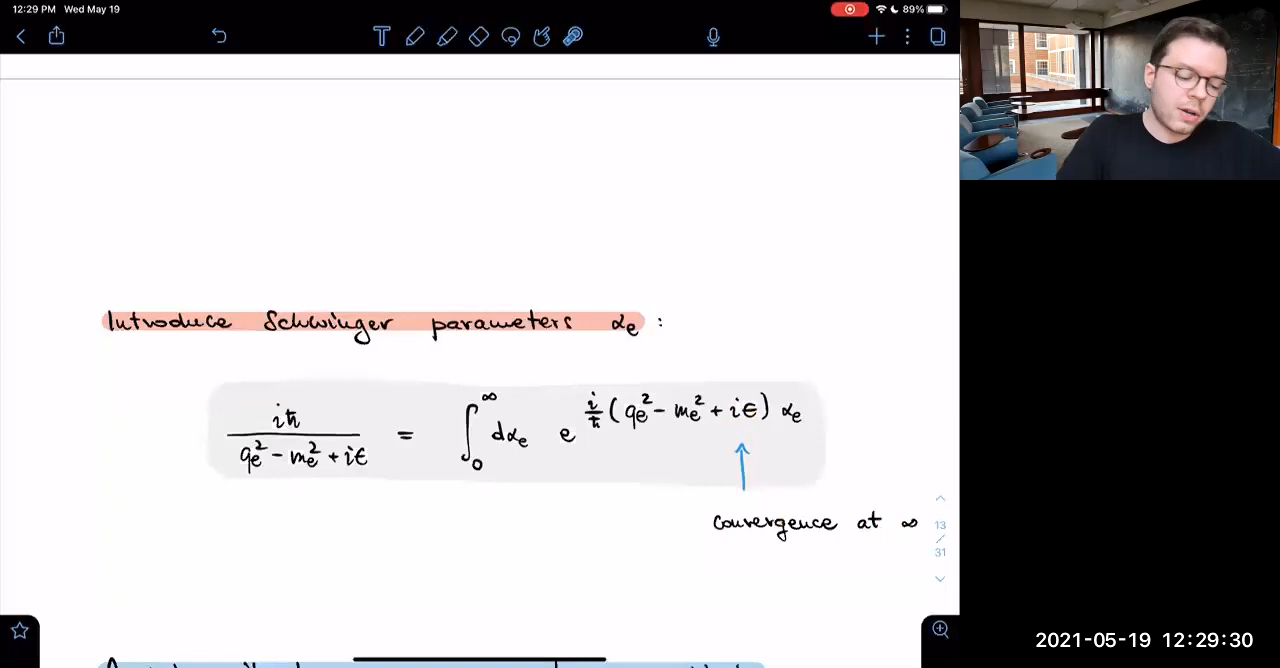 12:29 PM Wed May 19
89%
T
Introduce Schwinger parameters αe :
iħ / (qe² - me² + iϵ) = ∫₀^∞ dαe e^{i/ħ (qe² - me² + iϵ) αe}
convergence at ∞
13
/
31
2021-05-19 12:29:30